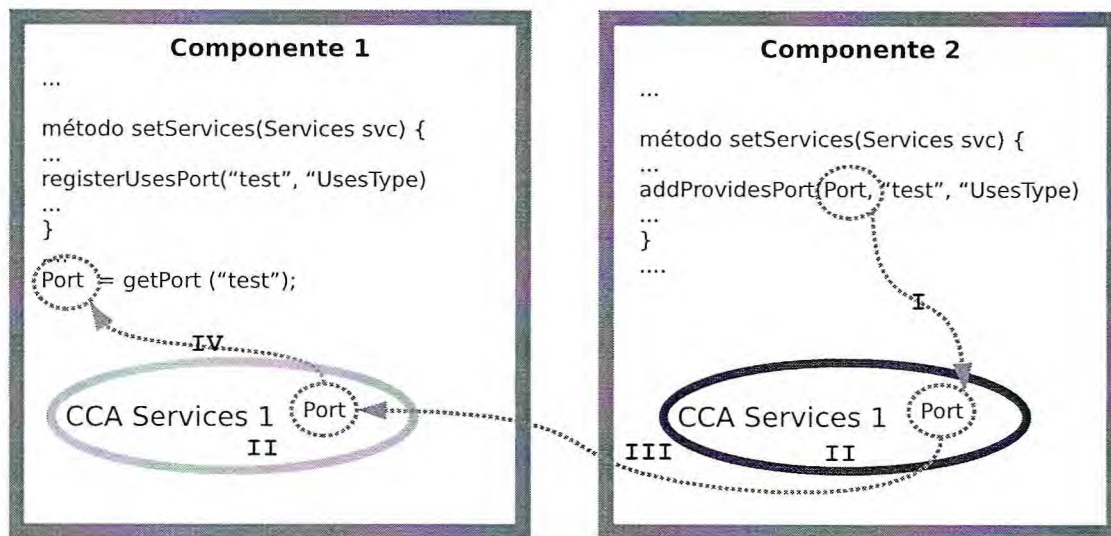 Componente 1
...
método setServices(Services svc) {
...
registerUsesPort(“test”, “UsesType)
...
}
....
Port = getPort (“test”);
IV
CCA Services 1
Port
II
Componente 2
...
método setServices(Services svc) {
...
addProvidesPort(Port, “test”, “UsesType)
...
}
....
I
CCA Services 1
Port
II
III